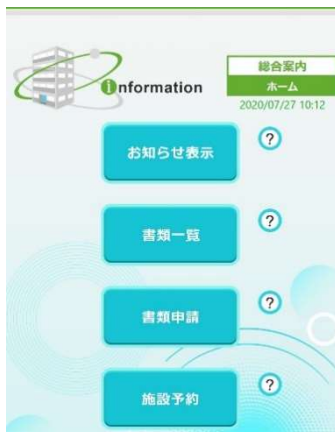 information
総合案内
ホーム
2020/07/27 10:12
お知らせ表示
?
書類一覧
?
書類申請
?
施設予約
?